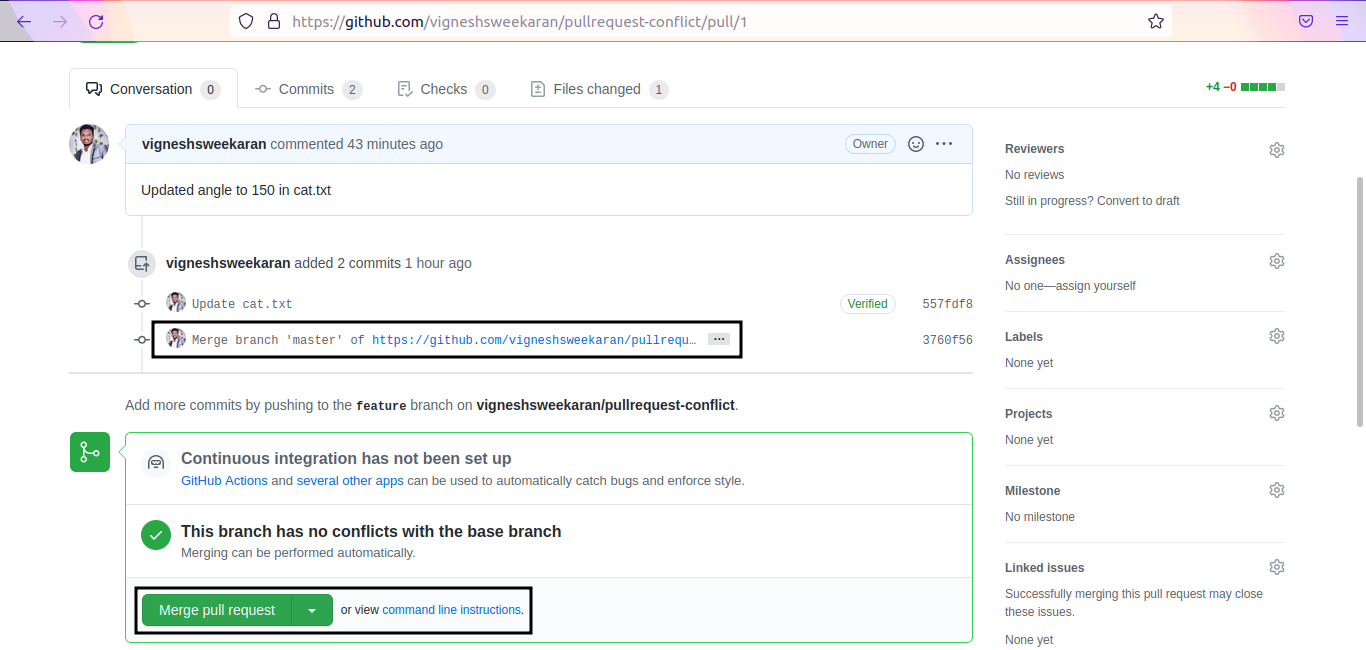 https://github.com/vigneshsweekaran/pullrequest-conflict/pull/1
Conversation 0 Commits 2 Checks 0 Files changed 1 +4 −0
vigneshsweekaran commented 43 minutes ago Owner
Updated angle to 150 in cat.txt
vigneshsweekaran added 2 commits 1 hour ago
Update cat.txt Verified 557fdf8
Merge branch 'master' of https://github.com/vigneshsweekaran/pullrequ… … 3760f56
Add more commits by pushing to the feature branch on vigneshsweekaran/pullrequest-conflict.
Continuous integration has not been set up
GitHub Actions and several other apps can be used to automatically catch bugs and enforce style.
This branch has no conflicts with the base branch
Merging can be performed automatically.
Merge pull request or view command line instructions.
Reviewers
No reviews
Still in progress? Convert to draft
Assignees
No one—assign yourself
Labels
None yet
Projects
None yet
Milestone
No milestone
Linked issues
Successfully merging this pull request may close
these issues.
None yet